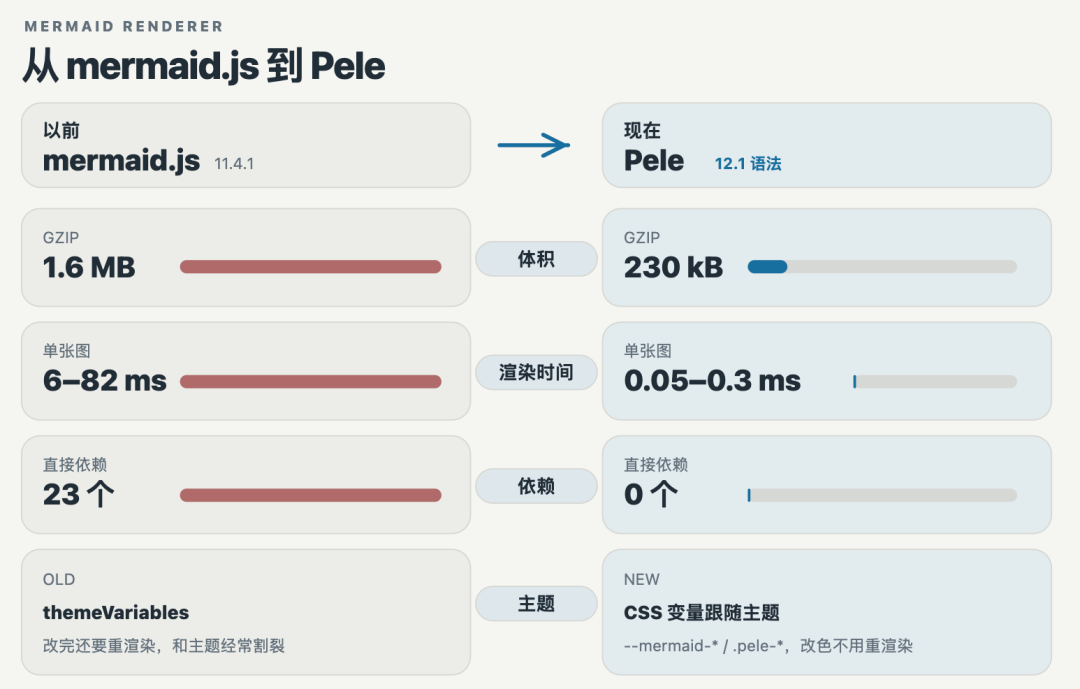 MERMAID RENDERER
从 mermaid.js 到 Pele
以前
mermaid.js 11.4.1
现在
Pele 12.1 语法
GZIP
1.6 MB
体积
GZIP
230 kB
单张图
6–82 ms
渲染时间
单张图
0.05–0.3 ms
直接依赖
23 个
依赖
直接依赖
0 个
OLD
themeVariables
改完还要重渲染，和主题经常割裂
主题
NEW
CSS 变量跟随主题
--mermaid-* / .pele-*，改色不用重渲染